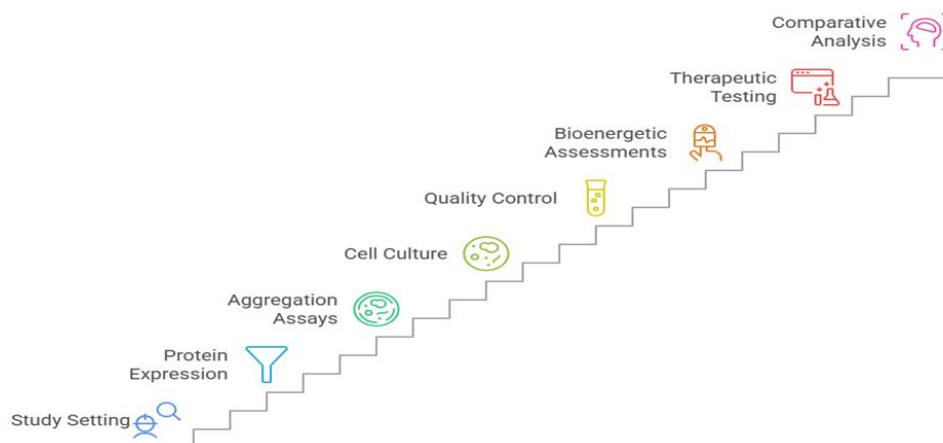 Comparative
Analysis
Therapeutic
Testing
Bioenergetic
Assessments
Quality Control
Cell Culture
Aggregation
Assays
Protein
Expression
Study Setting